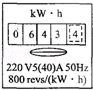 kW · h
0 6 4 3 4
220 V5(40)A 50Hz
800 revs/(kW · h)